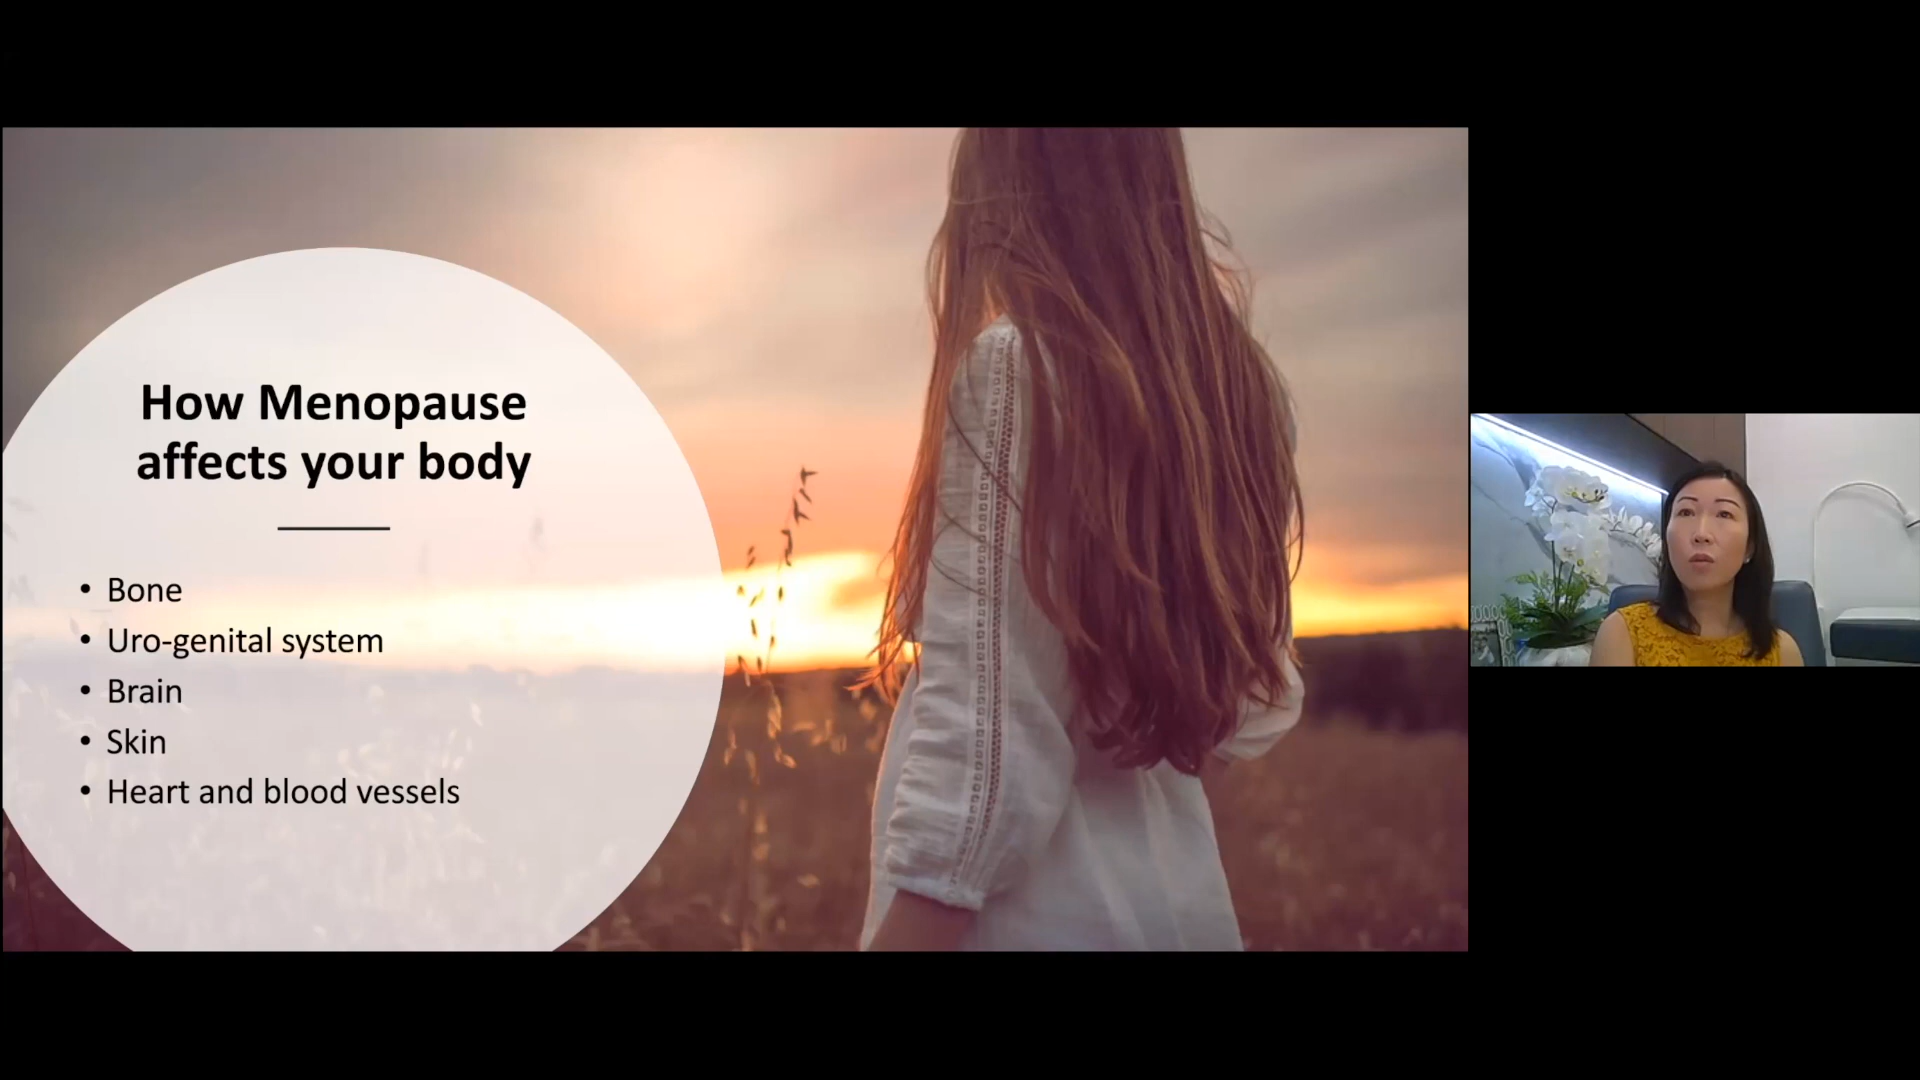 How Menopause
affects your body
• Bone
• Uro-genital system
• Brain
• Skin
• Heart and blood vessels